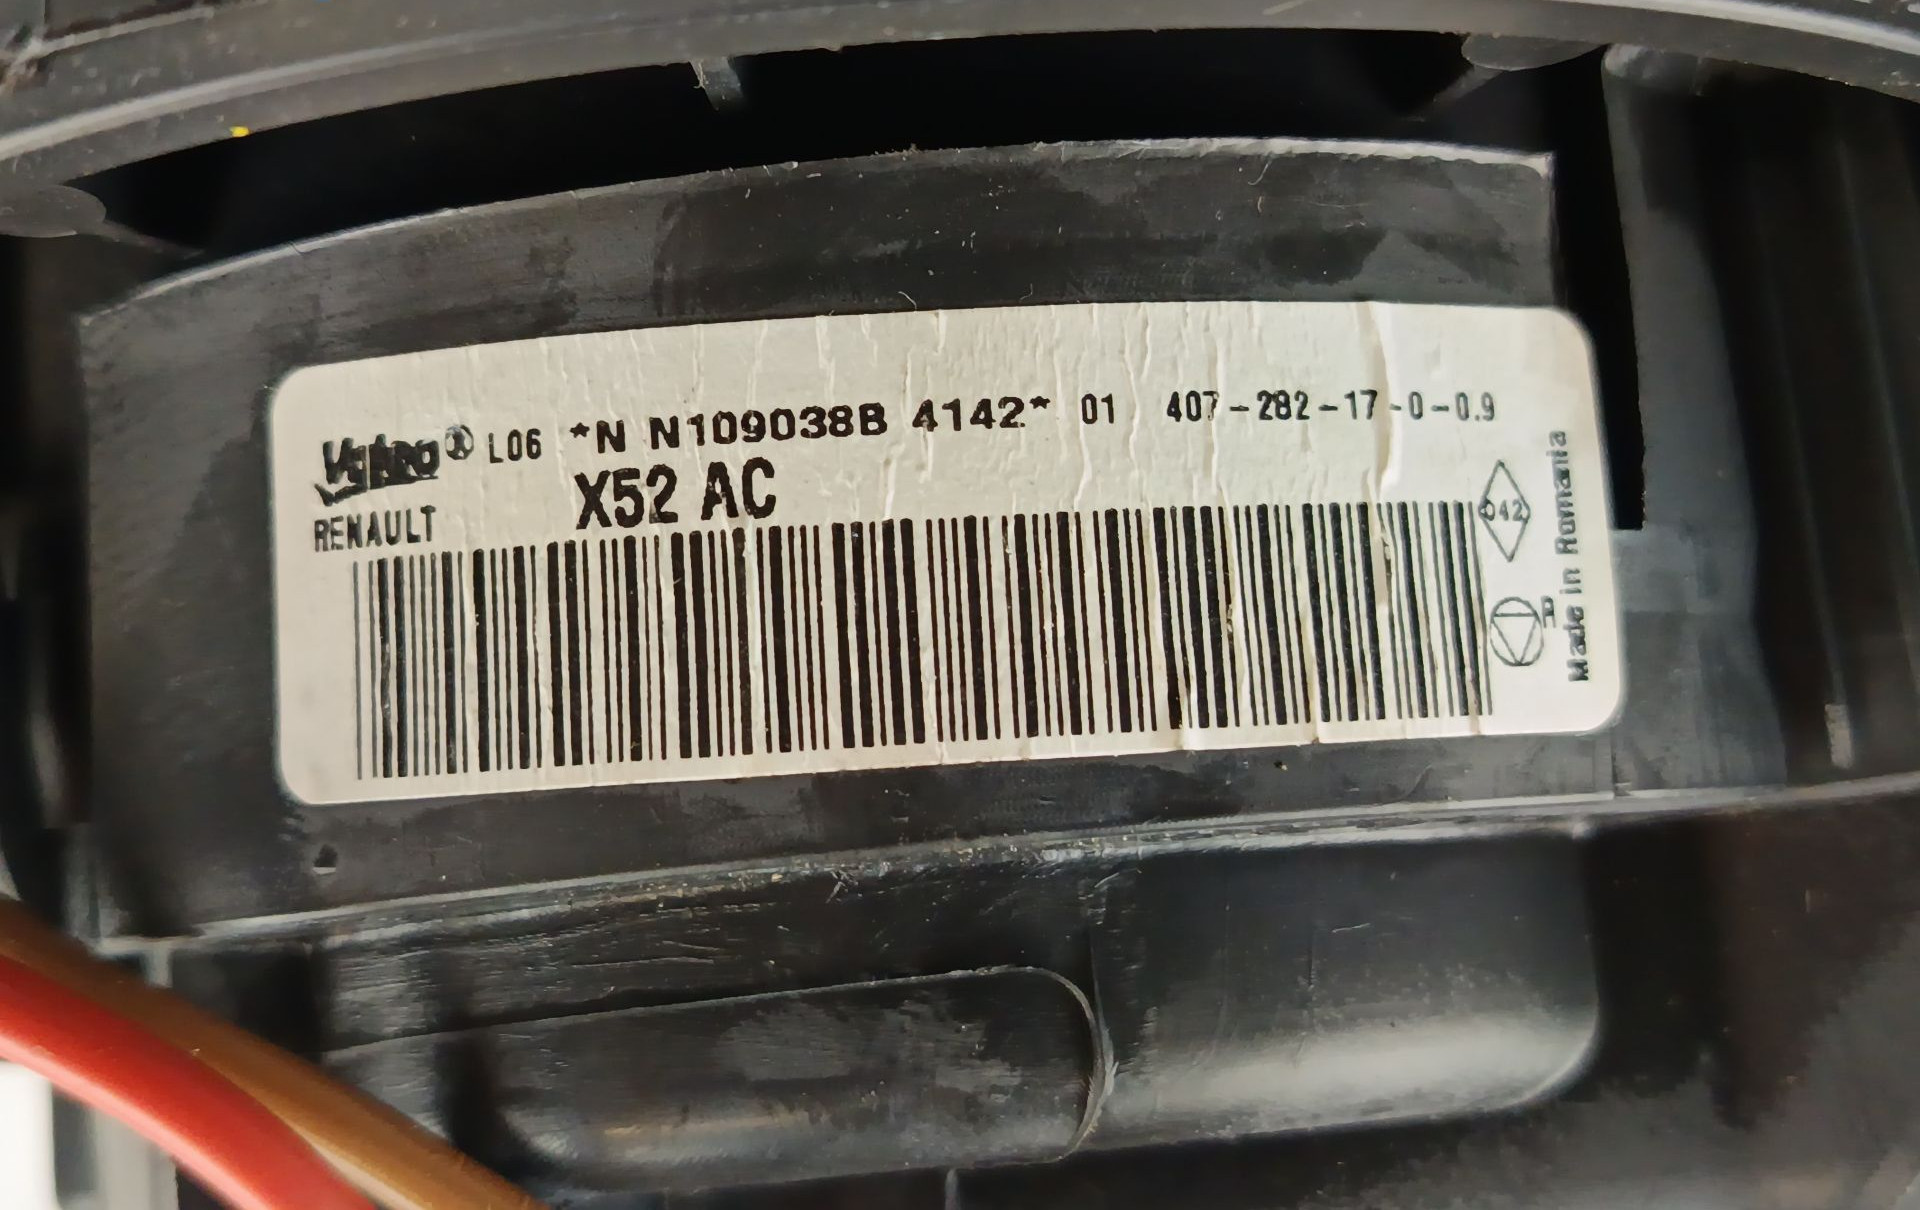 Valeo® L06 *N N109038B 4142* 01 407-282-17-0-0.9
RENAULT X52 AC
042
R
Made in Romania